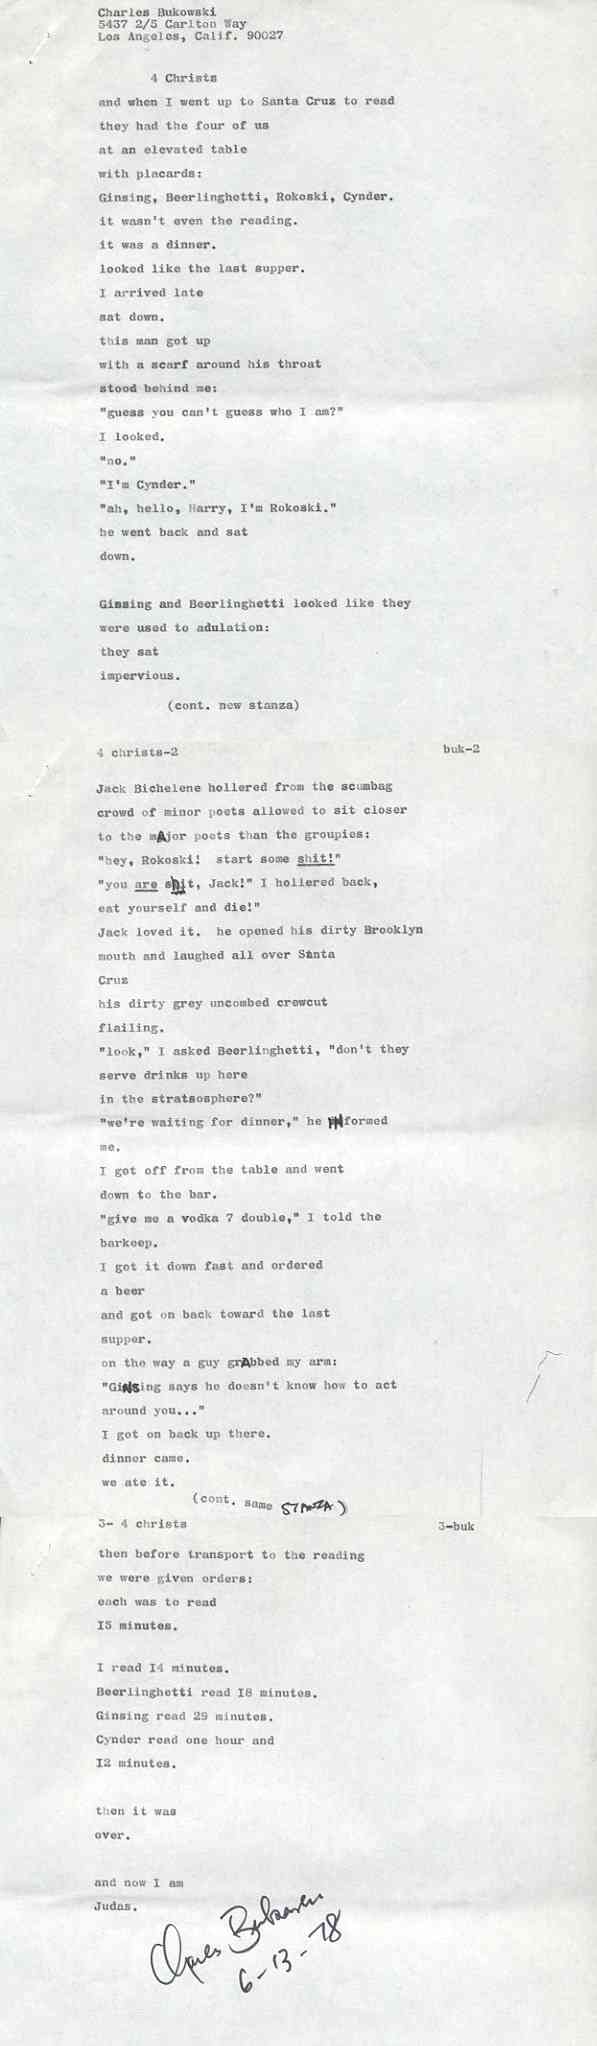 Charles Bukowski
5437 2/5 Carlton Way
Los Angeles, Calif. 90027
4 Christs
and when I went up to Santa Cruz to read
they had the four of us
at an elevated table
with placards:
Ginsing, Beerlinghetti, Rokoski, Cynder.
it wasn't even the reading.
it was a dinner.
looked like the last supper.
I arrived late
sat down.
this man got up
with a scarf around his throat
stood behind me:
"guess you can't guess who I am?"
I looked.
"no."
"I'm Cynder."
"ah, hello, Harry, I'm Rokoski."
he went back and sat
down.
Ginsing and Beerlinghetti looked like they
were used to adulation:
they sat
impervious.
(cont. new stanza)
4 christs-2 buk-2
Jack Bichelene hollered from the scumbag
crowd of minor poets allowed to sit closer
to the mAjor poets than the groupies:
"hey, Rokoski! start some shit!"
"you are shit, Jack!" I hollered back,
eat yourself and die!"
Jack loved it. he opened his dirty Brooklyn
mouth and laughed all over Santa
Cruz
his dirty grey uncombed crewcut
flailing.
"look," I asked Beerlinghetti, "don't they
serve drinks up here
in the stratsosphere?"
"we're waiting for dinner," he INformed
me.
I got off from the table and went
down to the bar.
"give me a vodka 7 double," I told the
barkeep.
I got it down fast and ordered
a beer
and got on back toward the last
supper.
on the way a guy grAbbed my arm:
"GiNSing says he doesn't know how to act
around you..."
I got on back up there.
dinner came.
we ate it.
(cont. same STANZA)
3- 4 christs 3-buk
then before transport to the reading
we were given orders:
each was to read
I5 minutes.
I read I4 minutes.
Beerlinghetti read I8 minutes.
Ginsing read 29 minutes.
Cynder read one hour and
I2 minutes.
then it was
over.
and now I am
Judas.
Charles Bukowski
6-13-78